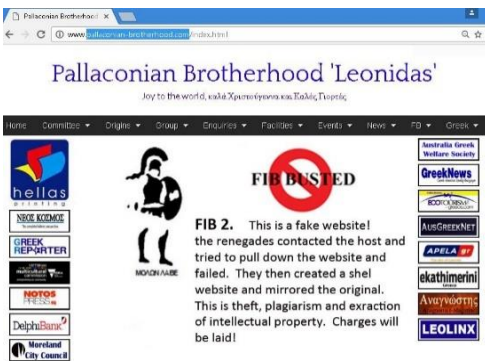 Pallaconian Brotherhood
www.pallaconian-brotherhood.com/index.html
Pallaconian Brotherhood 'Leonidas'
Joy to the world, καλά Χριστούγεννα και Καλές Γιορτές
Home Committee Origins Group Enquiries Facilities Events News FB Greek
hellas
printing
ΝΕΟΣ ΚΟΣΜΟΣ
GREEK
REPORTER
multicultural
NOTOS
PRESS
DelphiBank
Moreland
City Council
ΜΟΛΩΝ ΛΑΒΕ
FIB BUSTED
FIB 2. This is a fake website!
the renegades contacted the host and
tried to pull down the website and
failed. They then created a shel
website and mirrored the original.
This is theft, plagiarism and exraction
of intellectual property. Charges will
be laid!
Australia Greek
Welfare Society
GreekNews
ECOTOURISM
AUSGREEKNET
APELA gr
ekathimerini
Αναγνώστης
LEOLINX